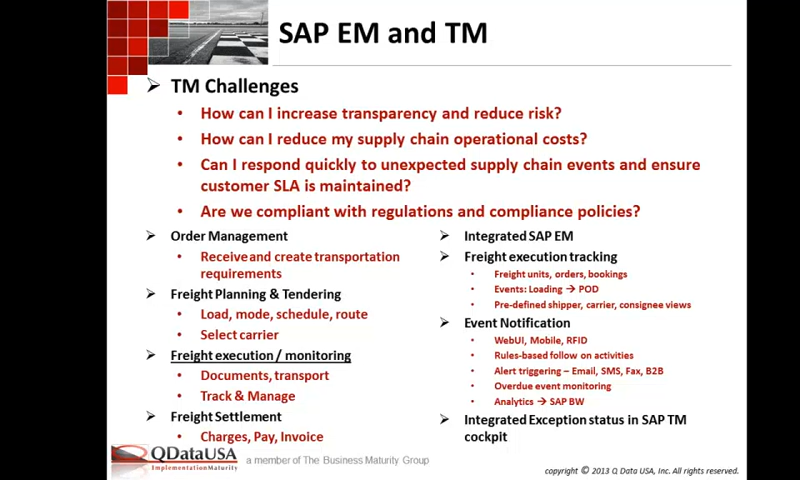 SAP EM and TM
TM Challenges
How can I increase transparency and reduce risk?
How can I reduce my supply chain operational costs?
Can I respond quickly to unexpected supply chain events and ensure
customer SLA is maintained?
Are we compliant with regulations and compliance policies?
Order Management
Receive and create transportation
requirements
Freight Planning & Tendering
Load, mode, schedule, route
Select carrier
Freight execution / monitoring
Documents, transport
Track & Manage
Freight Settlement
Charges, Pay, Invoice
Integrated SAP EM
Freight execution tracking
Freight units, orders, bookings
Events: Loading → POD
Pre-defined shipper, carrier, consignee views
Event Notification
WebUI, Mobile, RFID
Rules-based follow on activities
Alert triggering – Email, SMS, Fax, B2B
Overdue event monitoring
Analytics → SAP BW
Integrated Exception status in SAP TM
cockpit
QDataUSA
ImplementationMaturity
a member of The Business Maturity Group
copyright © 2013 Q Data USA, Inc. All rights reserved.